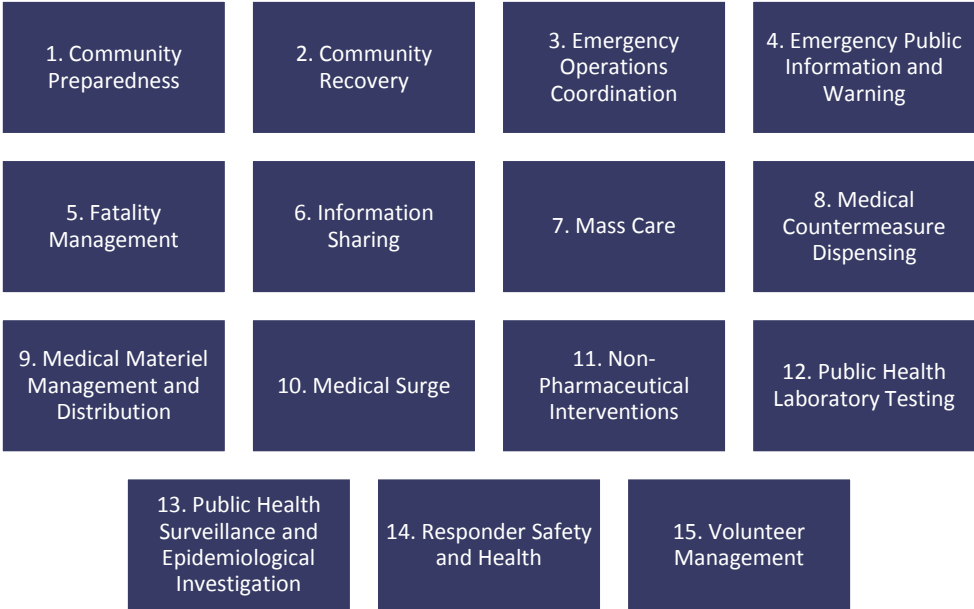 1. Community
Preparedness
2. Community
Recovery
3. Emergency
Operations
Coordination
4. Emergency Public
Information and
Warning
5. Fatality
Management
6. Information
Sharing
7. Mass Care
8. Medical
Countermeasure
Dispensing
9. Medical Materiel
Management and
Distribution
10. Medical Surge
11. Non-
Pharmaceutical
Interventions
12. Public Health
Laboratory Testing
13. Public Health
Surveillance and
Epidemiological
Investigation
14. Responder Safety
and Health
15. Volunteer
Management